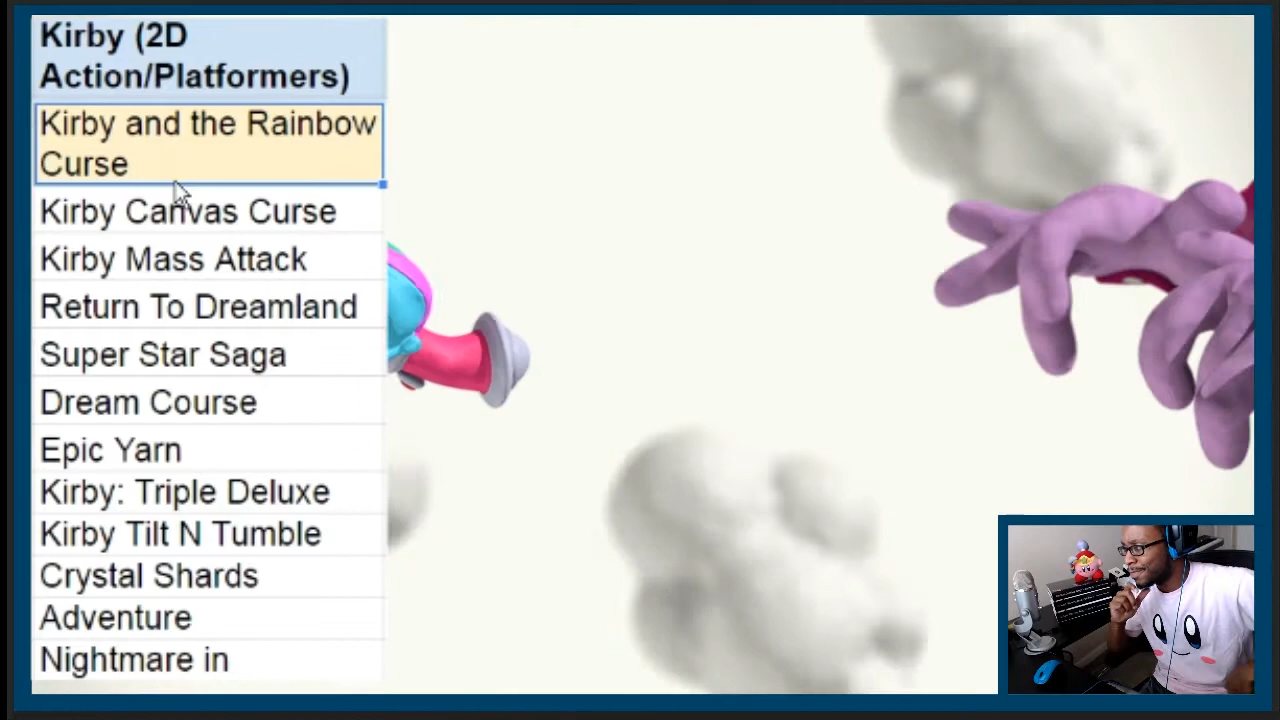 Kirby (2D
Action/Platformers)
Kirby and the Rainbow
Curse
Kirby Canvas Curse
Kirby Mass Attack
Return To Dreamland
Super Star Saga
Dream Course
Epic Yarn
Kirby: Triple Deluxe
Kirby Tilt N Tumble
Crystal Shards
Adventure
Nightmare in